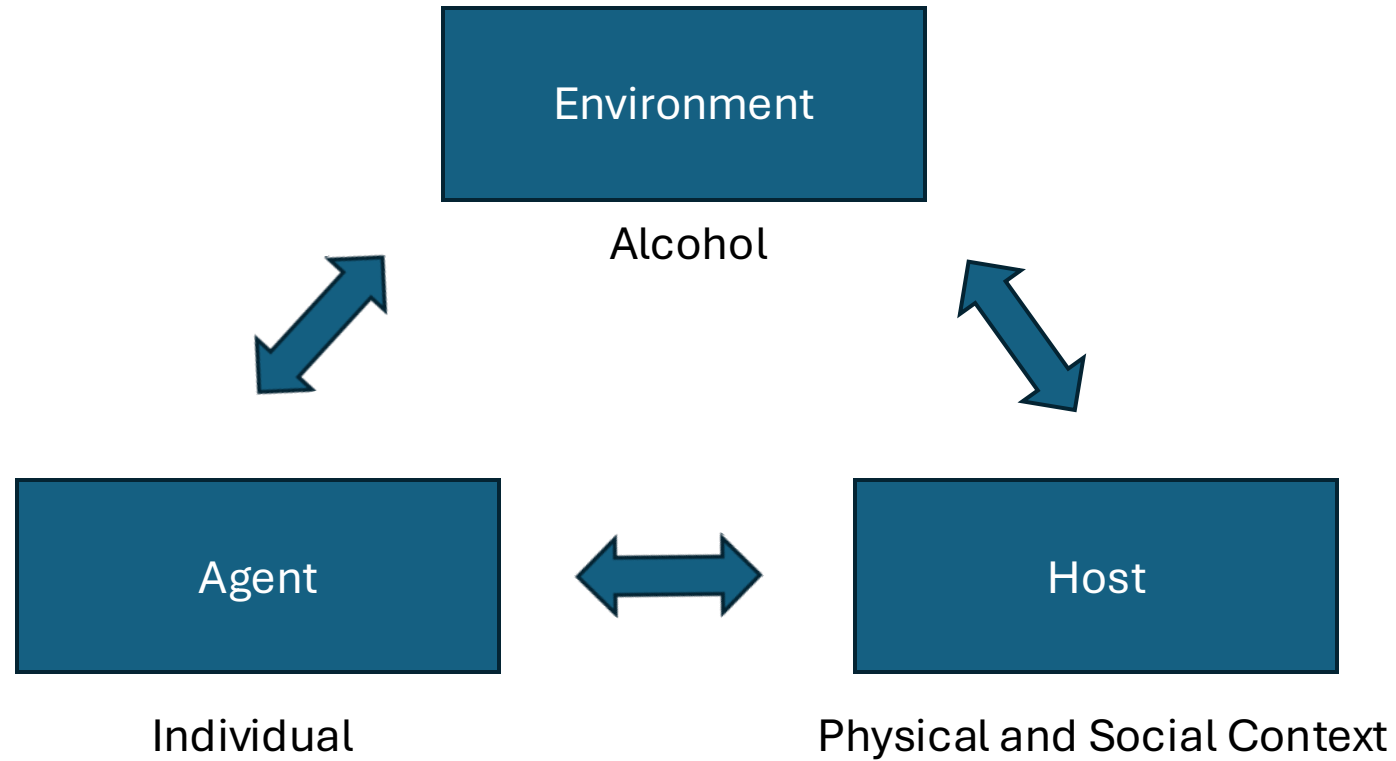 Environment
Alcohol
Agent
Host
Individual
Physical and Social Context